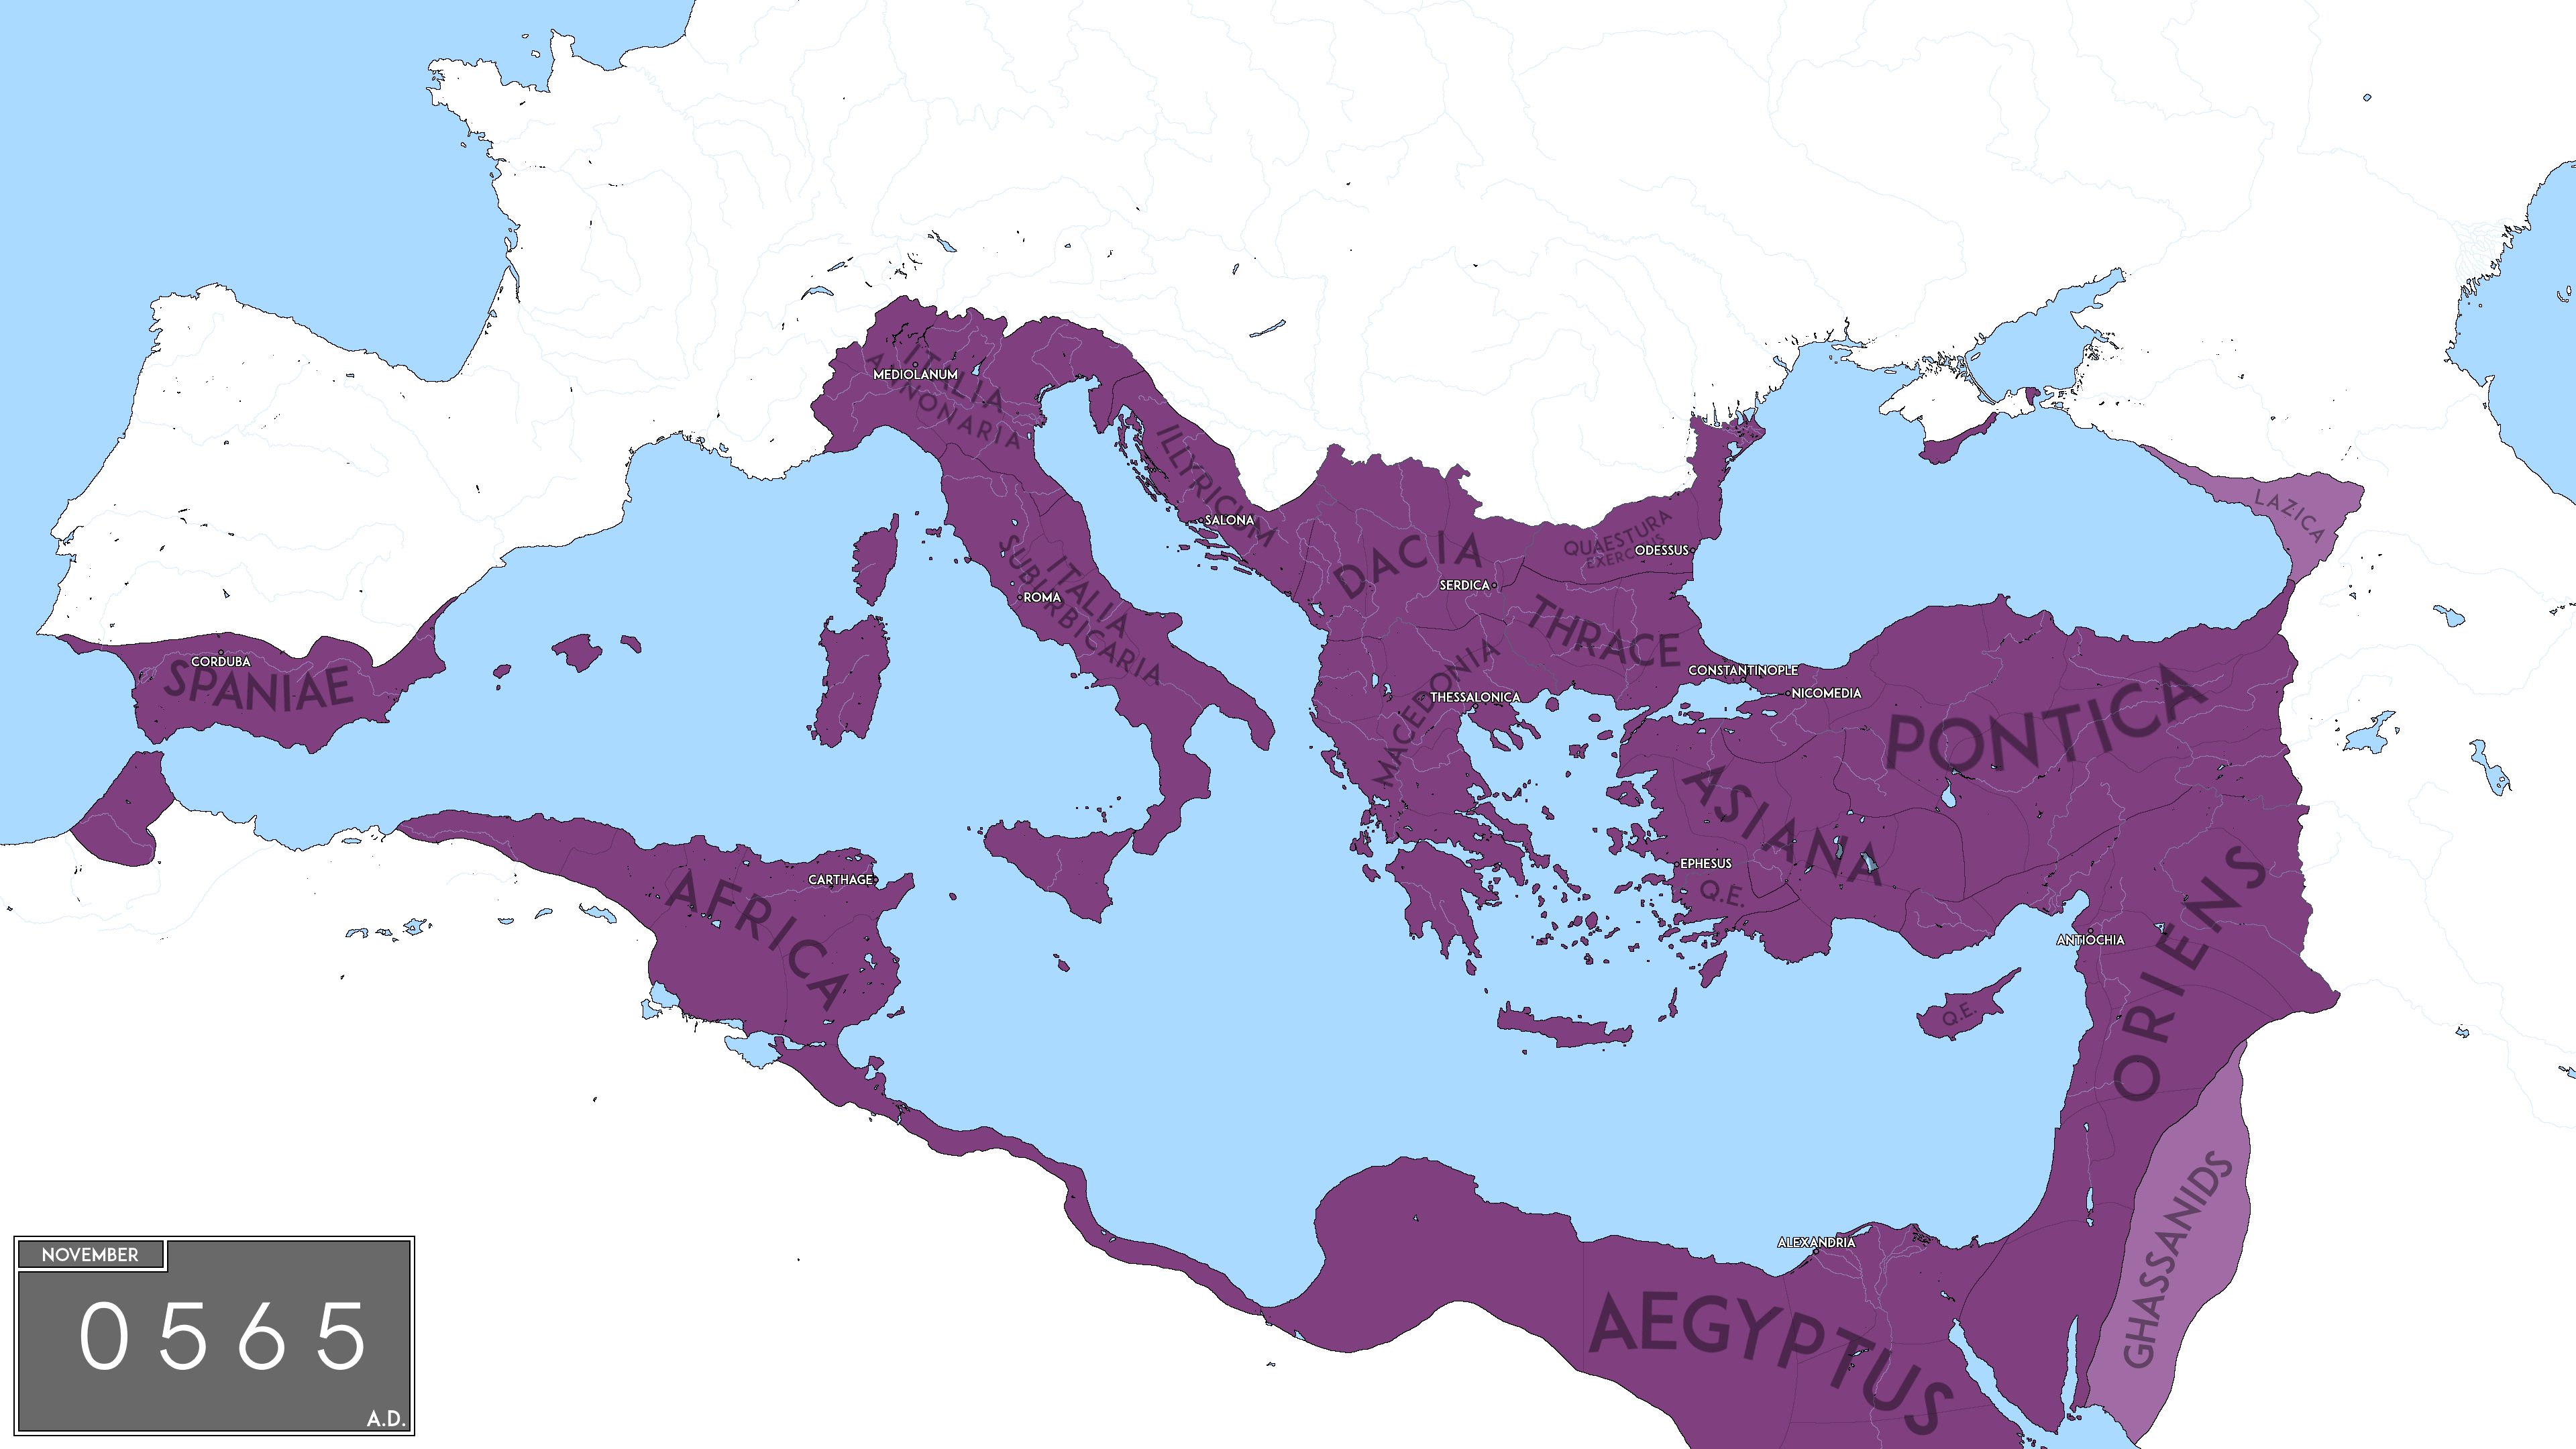 ITALIA
ANNONARIA
MEDIOLANUM
ILLYRICUM
SALONA
LAZICA
DACIA
QUAESTURA
EXERCITUS
ODESSUS
SERDICA
ITALIA
SUBURBICARIA
ROMA
THRACE
CORDUBA
SPANIAE
MACEDONIA
THESSALONICA
CONSTANTINOPLE
NICOMEDIA
PONTICA
ASIANA
EPHESUS
Q.E.
CARTHAGE
AFRICA
ANTIOCHIA
ORIENS
Q.E.
GHASSANIDS
ALEXANDRIA
AEGYPTUS
NOVEMBER
0565
A.D.